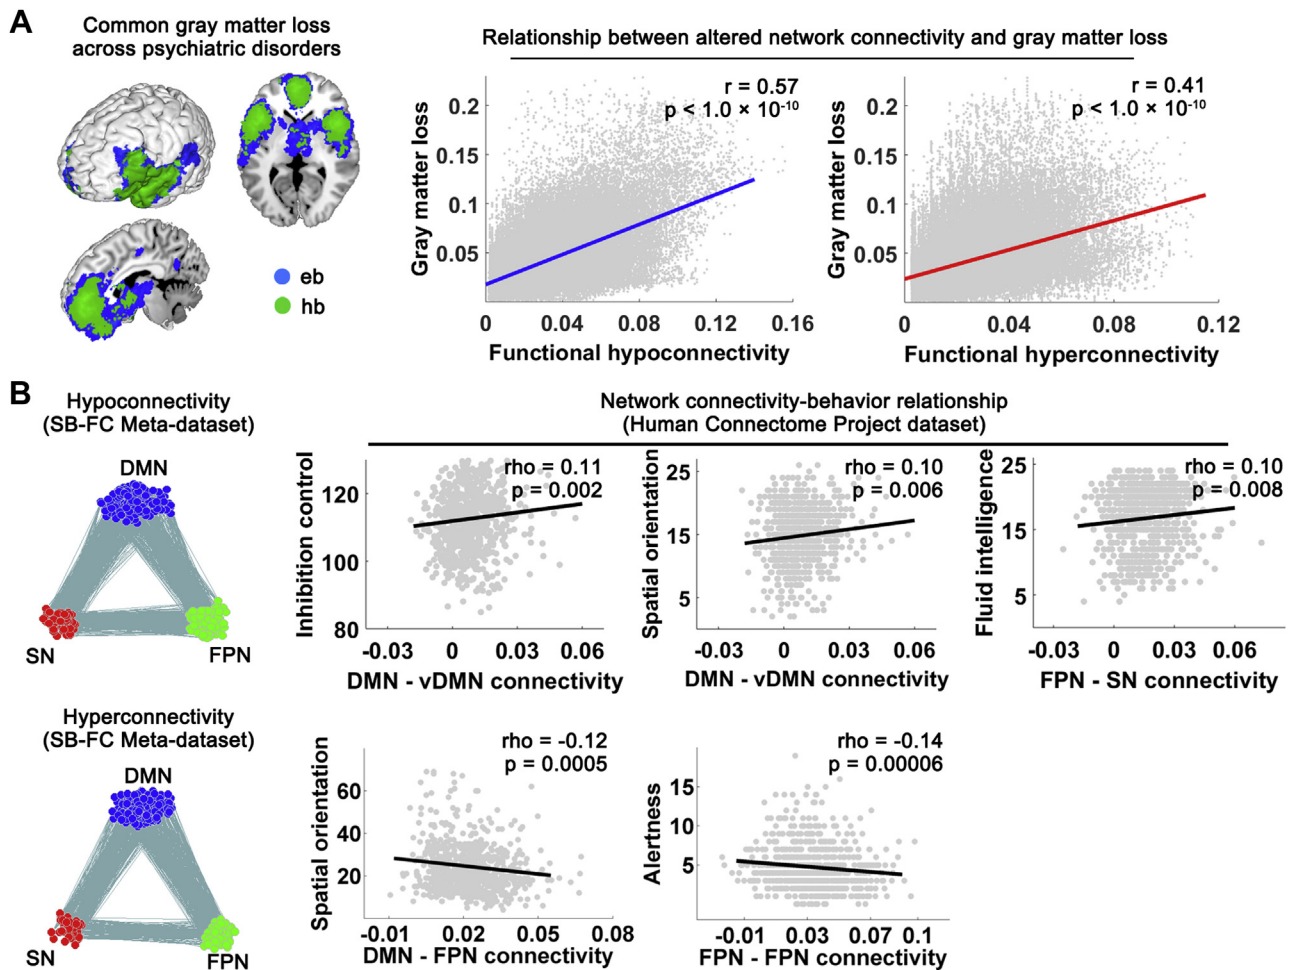 A
Common gray matter loss
across psychiatric disorders
eb
hb
Relationship between altered network connectivity and gray matter loss
Gray matter loss
0.2
0.15
0.1
0.05
r = 0.57
p < 1.0 × 10⁻¹⁰
0 0.04 0.08 0.12 0.16
Functional hypoconnectivity
Gray matter loss
0.2
0.15
0.1
0.05
r = 0.41
p < 1.0 × 10⁻¹⁰
0 0.04 0.08 0.12
Functional hyperconnectivity
B
Hypoconnectivity
(SB-FC Meta-dataset)
DMN
SN
FPN
Network connectivity-behavior relationship
(Human Connectome Project dataset)
Inhibition control
120
100
80
rho = 0.11
p = 0.002
-0.03 0 0.03 0.06
DMN - vDMN connectivity
Spatial orientation
25
15
5
rho = 0.10
p = 0.006
-0.03 0 0.03 0.06
DMN - vDMN connectivity
Fluid intelligence
25
15
5
rho = 0.10
p = 0.008
-0.03 0 0.03 0.06
FPN - SN connectivity
Hyperconnectivity
(SB-FC Meta-dataset)
DMN
SN
FPN
Spatial orientation
60
40
20
rho = -0.12
p = 0.0005
-0.01 0.02 0.05 0.08
DMN - FPN connectivity
Alertness
15
10
5
rho = -0.14
p = 0.00006
-0.01 0.03 0.07 0.1
FPN - FPN connectivity